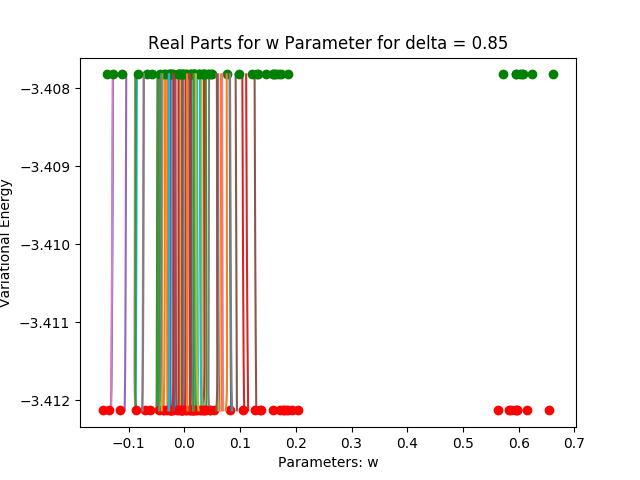 Real Parts for w Parameter for delta = 0.85
Variational Energy
−3.408
−3.409
−3.410
−3.411
−3.412
−0.1 0.0 0.1 0.2 0.3 0.4 0.5 0.6 0.7
Parameters: w